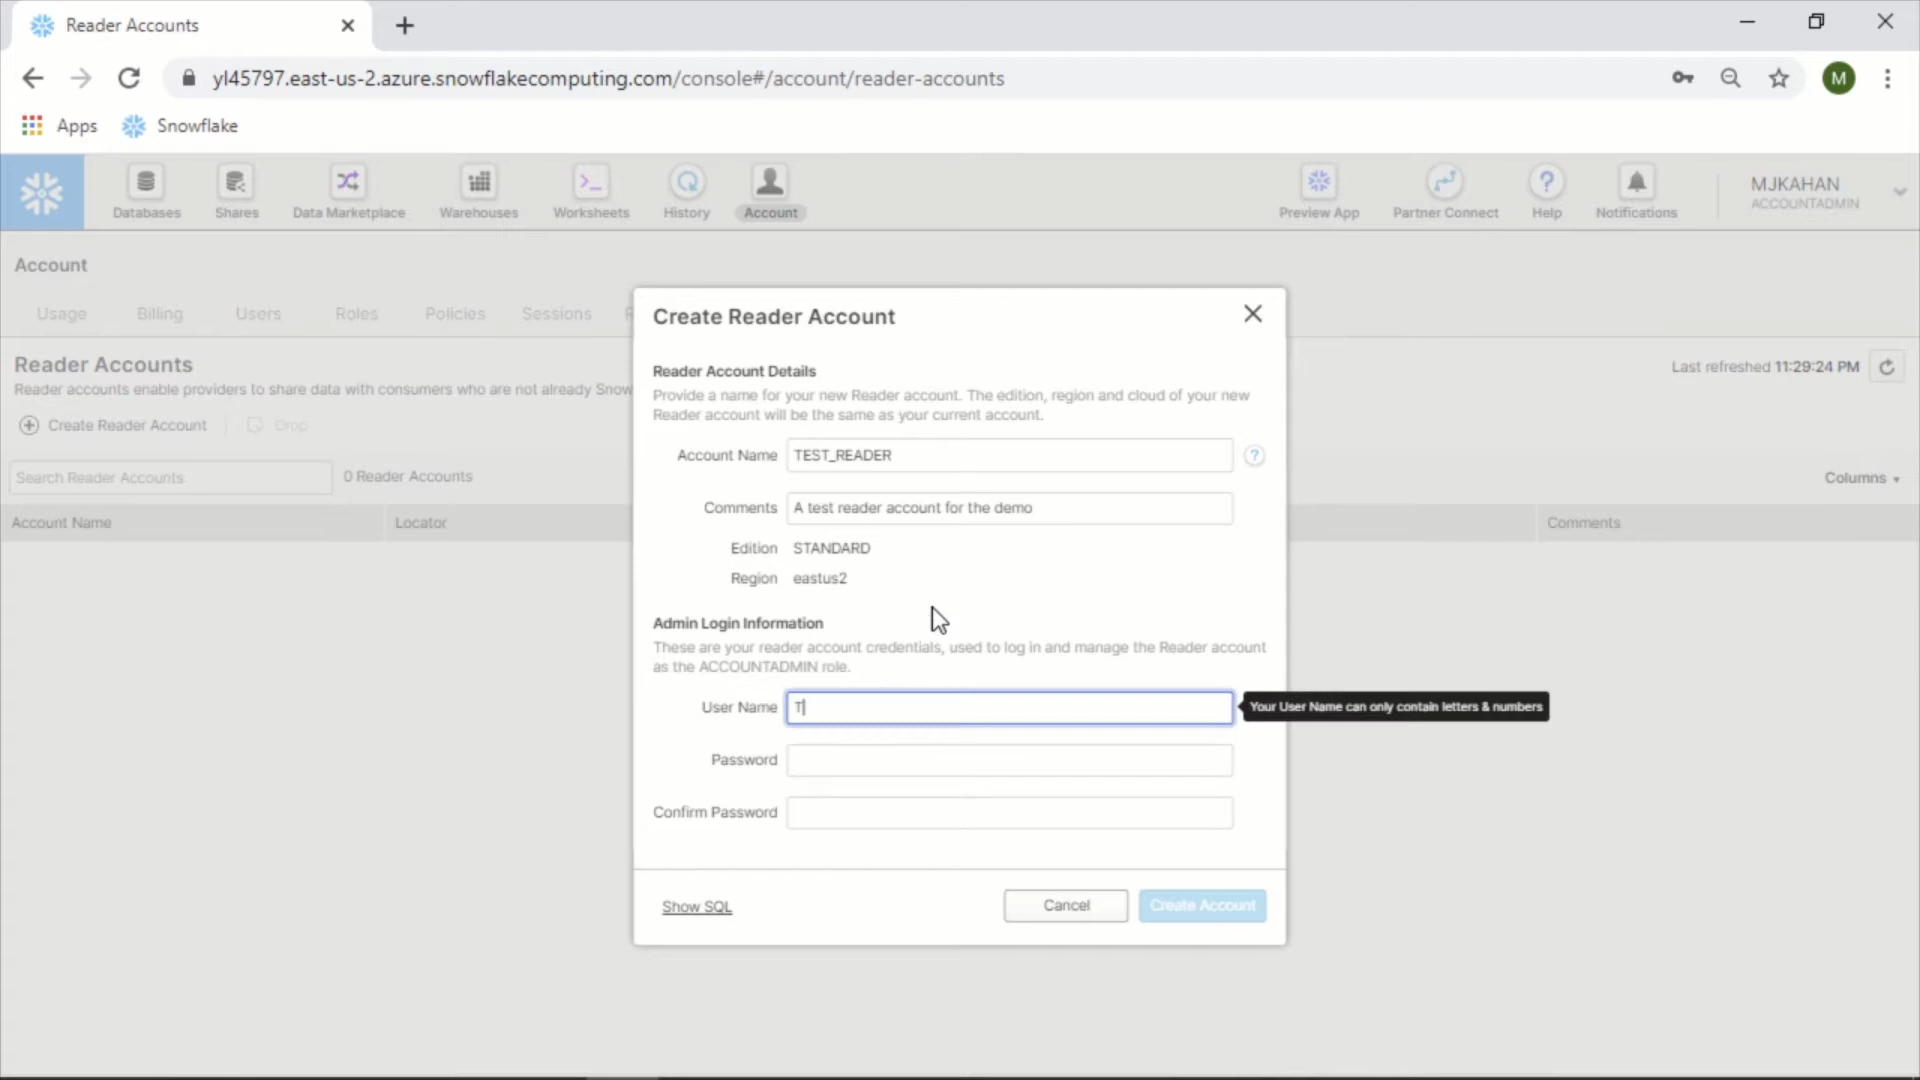 Reader Accounts
yl45797.east-us-2.azure.snowflakecomputing.com/console#/account/reader-accounts
M
Apps
Snowflake
Databases
Shares
Data Marketplace
Warehouses
Worksheets
History
Account
Preview App
Partner Connect
Help
Notifications
MJKAHAN
ACCOUNTADMIN
Account
Usage
Billing
Users
Roles
Policies
Sessions
Reader Accounts
Reader accounts enable providers to share data with consumers who are not already Snow
Last refreshed 11:29:24 PM
Create Reader Account
Drop
Search Reader Accounts
0 Reader Accounts
Columns
Account Name
Locator
Comments
Create Reader Account
Reader Account Details
Provide a name for your new Reader account. The edition, region and cloud of your new
Reader account will be the same as your current account.
Account Name TEST_READER
?
Comments A test reader account for the demo
Edition STANDARD
Region eastus2
Admin Login Information
These are your reader account credentials, used to log in and manage the Reader account
as the ACCOUNTADMIN role.
User Name T
Your User Name can only contain letters & numbers
Password
Confirm Password
Show SQL
Cancel
Create Account